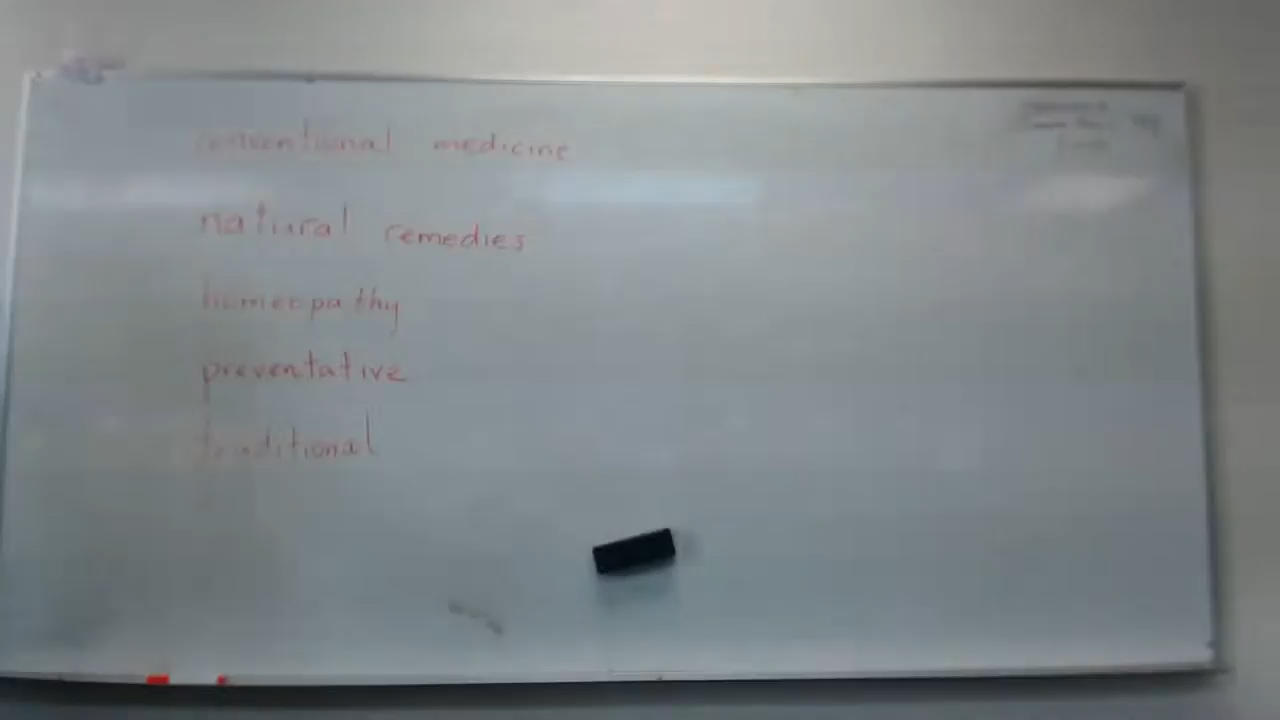 conventional medicine
natural remedies
homeopathy
preventative
traditional